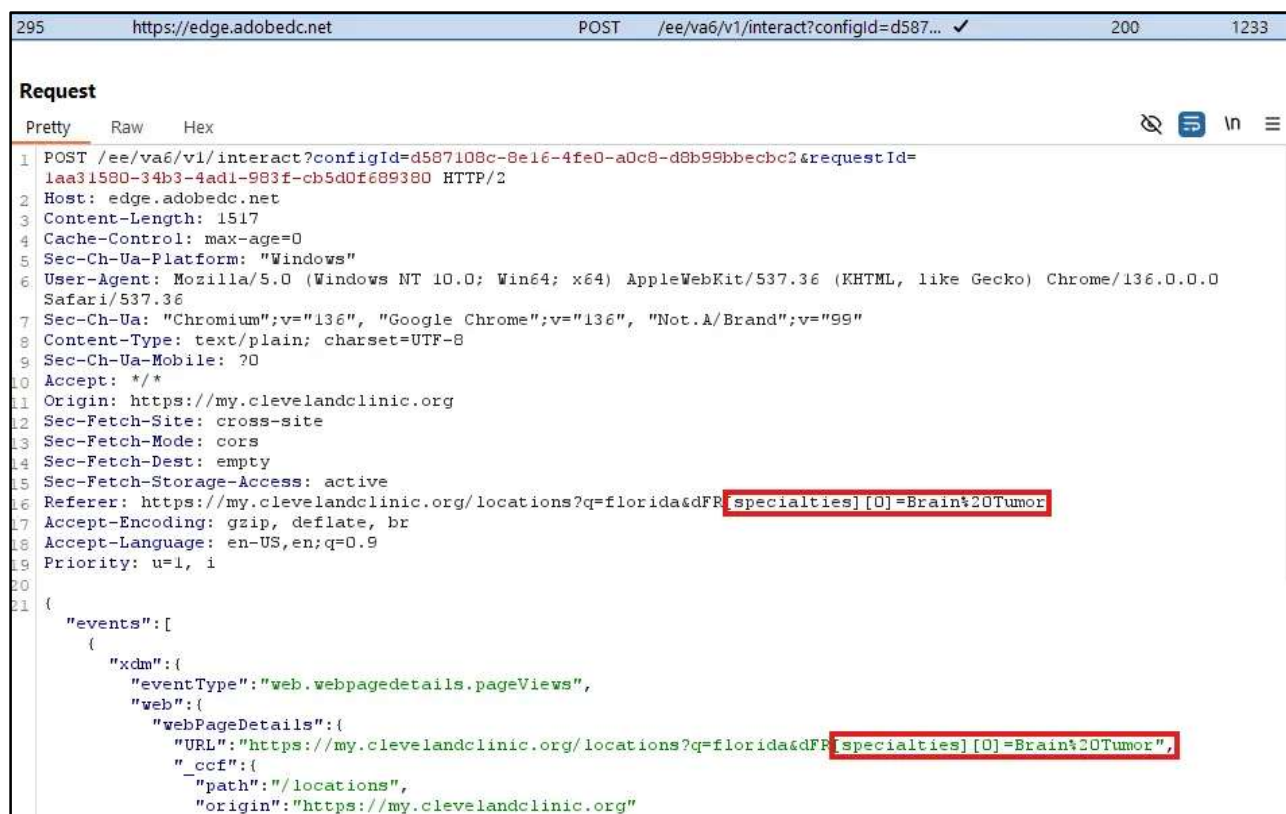 295 https://edge.adobedc.net POST /ee/va6/v1/interact?configId=d587... ✓ 200 1233
Request
Pretty Raw Hex \n
1 POST /ee/va6/v1/interact?configId=d587108c-8e16-4fe0-a0c8-d8b99bbecbc2&requestId=
1aa31580-34b3-4ad1-983f-cb5d0f689380 HTTP/2
2 Host: edge.adobedc.net
3 Content-Length: 1517
4 Cache-Control: max-age=0
5 Sec-Ch-Ua-Platform: "Windows"
6 User-Agent: Mozilla/5.0 (Windows NT 10.0; Win64; x64) AppleWebKit/537.36 (KHTML, like Gecko) Chrome/136.0.0.0
Safari/537.36
7 Sec-Ch-Ua: "Chromium";v="136", "Google Chrome";v="136", "Not.A/Brand";v="99"
8 Content-Type: text/plain; charset=UTF-8
9 Sec-Ch-Ua-Mobile: ?0
10 Accept: */*
11 Origin: https://my.clevelandclinic.org
12 Sec-Fetch-Site: cross-site
13 Sec-Fetch-Mode: cors
14 Sec-Fetch-Dest: empty
15 Sec-Fetch-Storage-Access: active
16 Referer: https://my.clevelandclinic.org/locations?q=florida&dFR[specialties][0]=Brain%20Tumor
17 Accept-Encoding: gzip, deflate, br
18 Accept-Language: en-US,en;q=0.9
19 Priority: u=1, i
20
21 {
"events":[
{
"xdm":{
"eventType":"web.webpagedetails.pageViews",
"web":{
"webPageDetails":{
"URL":"https://my.clevelandclinic.org/locations?q=florida&dFR[specialties][0]=Brain%20Tumor",
"_ccf":{
"path":"/locations",
"origin":"https://my.clevelandclinic.org"